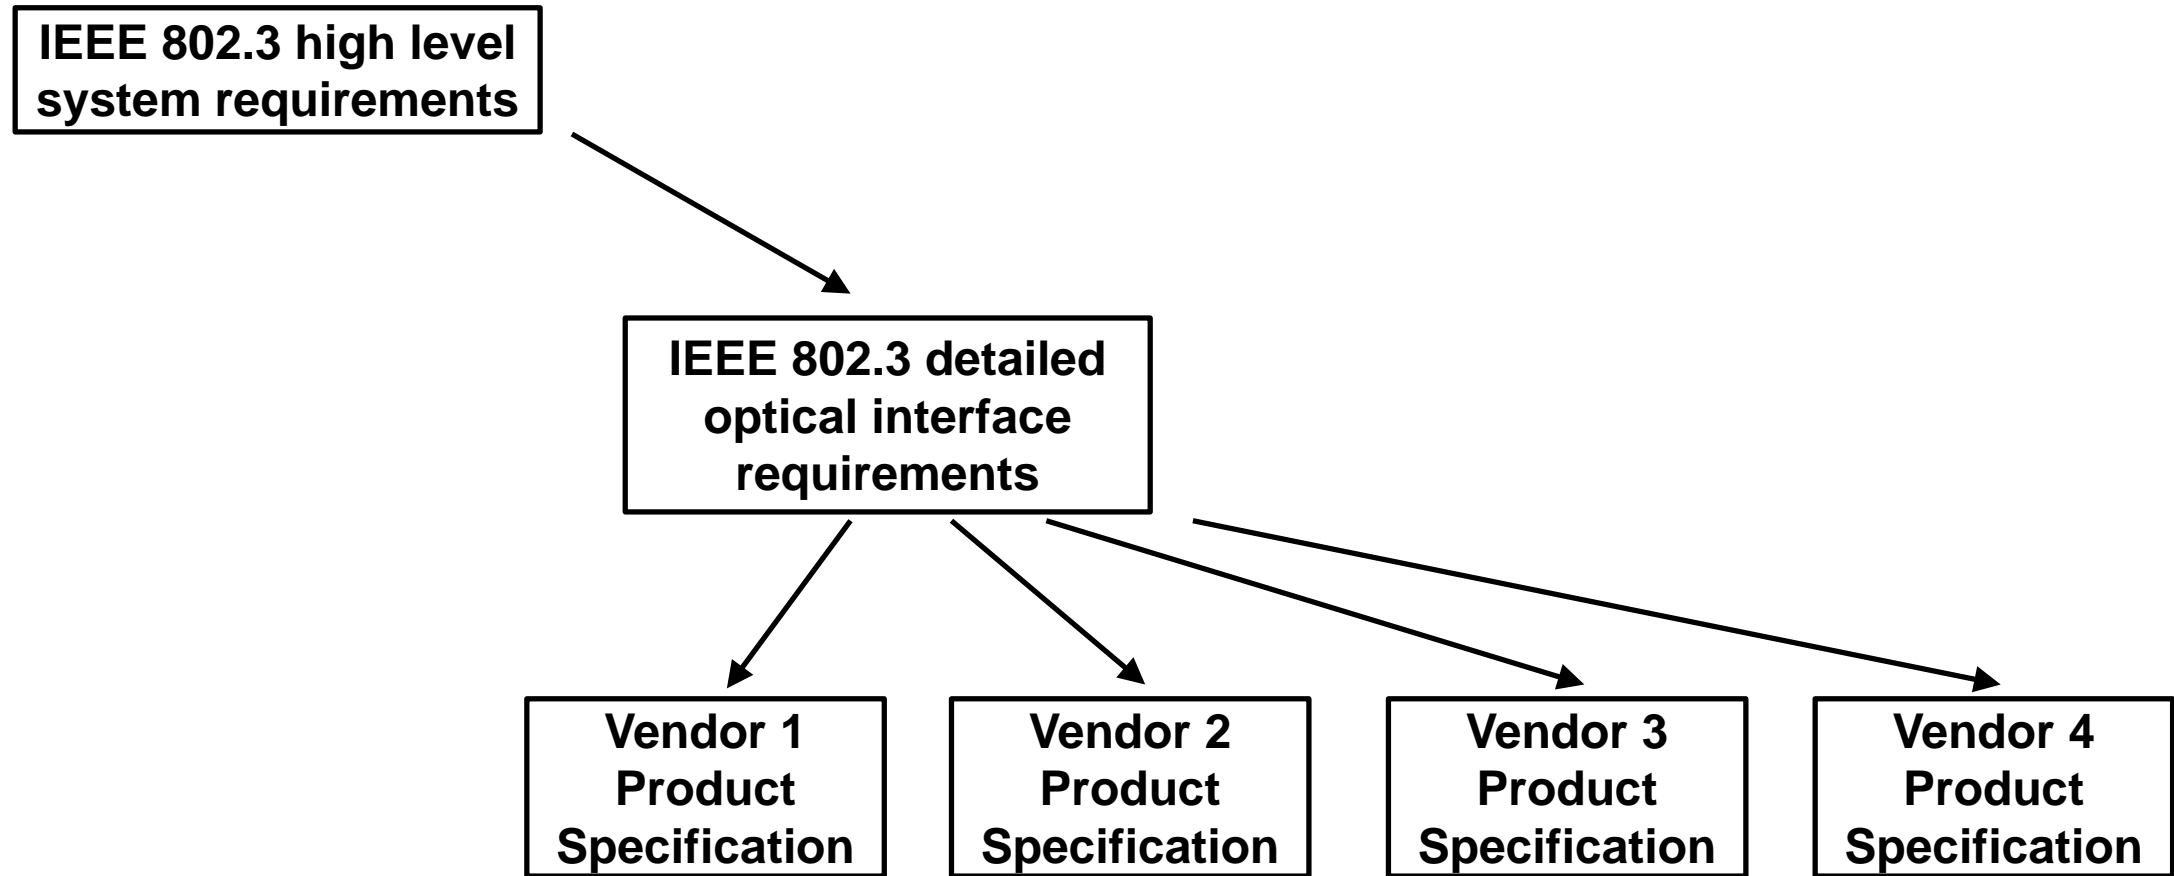 IEEE 802.3 high level
system requirements
IEEE 802.3 detailed
optical interface
requirements
Vendor 1
Product
Specification
Vendor 2
Product
Specification
Vendor 3
Product
Specification
Vendor 4
Product
Specification